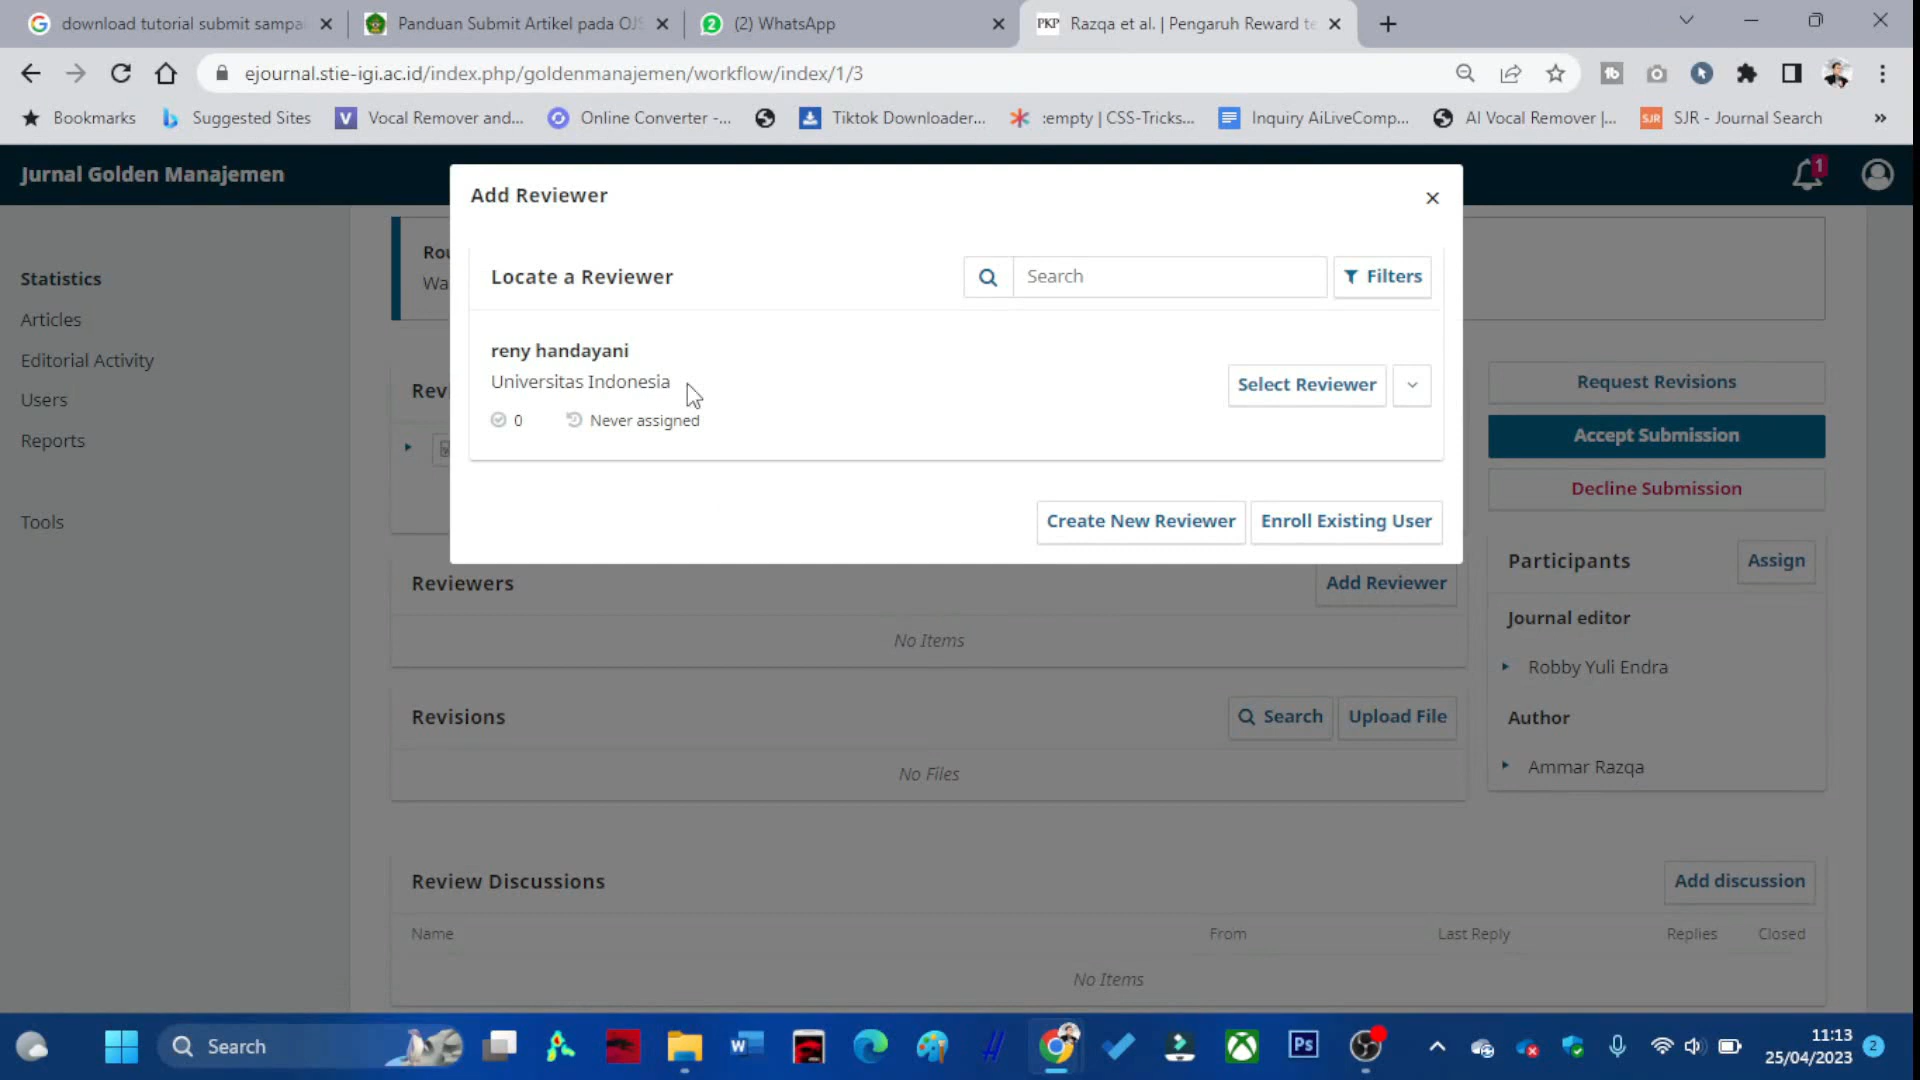 download tutorial submit sampa
Panduan Submit Artikel pada OJS
(2) WhatsApp
PKP Razqa et al. | Pengaruh Reward te
ejournal.stie-igi.ac.id/index.php/goldenmanajemen/workflow/index/1/3
Bookmarks
Suggested Sites
Vocal Remover and...
Online Converter -...
Tiktok Downloader...
:empty | CSS-Tricks...
Inquiry AiLiveComp...
AI Vocal Remover |...
SJR - Journal Search
»
Jurnal Golden Manajemen
1
Statistics
Articles
Editorial Activity
Users
Reports
Tools
Add Reviewer
Locate a Reviewer
Search
Filters
reny handayani
Universitas Indonesia
0
Never assigned
Select Reviewer
Create New Reviewer
Enroll Existing User
Rou
Wa
Rev
Request Revisions
Accept Submission
Decline Submission
Reviewers
Add Reviewer
No Items
Participants
Assign
Journal editor
Robby Yuli Endra
Author
Ammar Razqa
Revisions
Search
Upload File
No Files
Review Discussions
Add discussion
Name
From
Last Reply
Replies
Closed
No Items
Search
Ps
11:13
25/04/2023
2